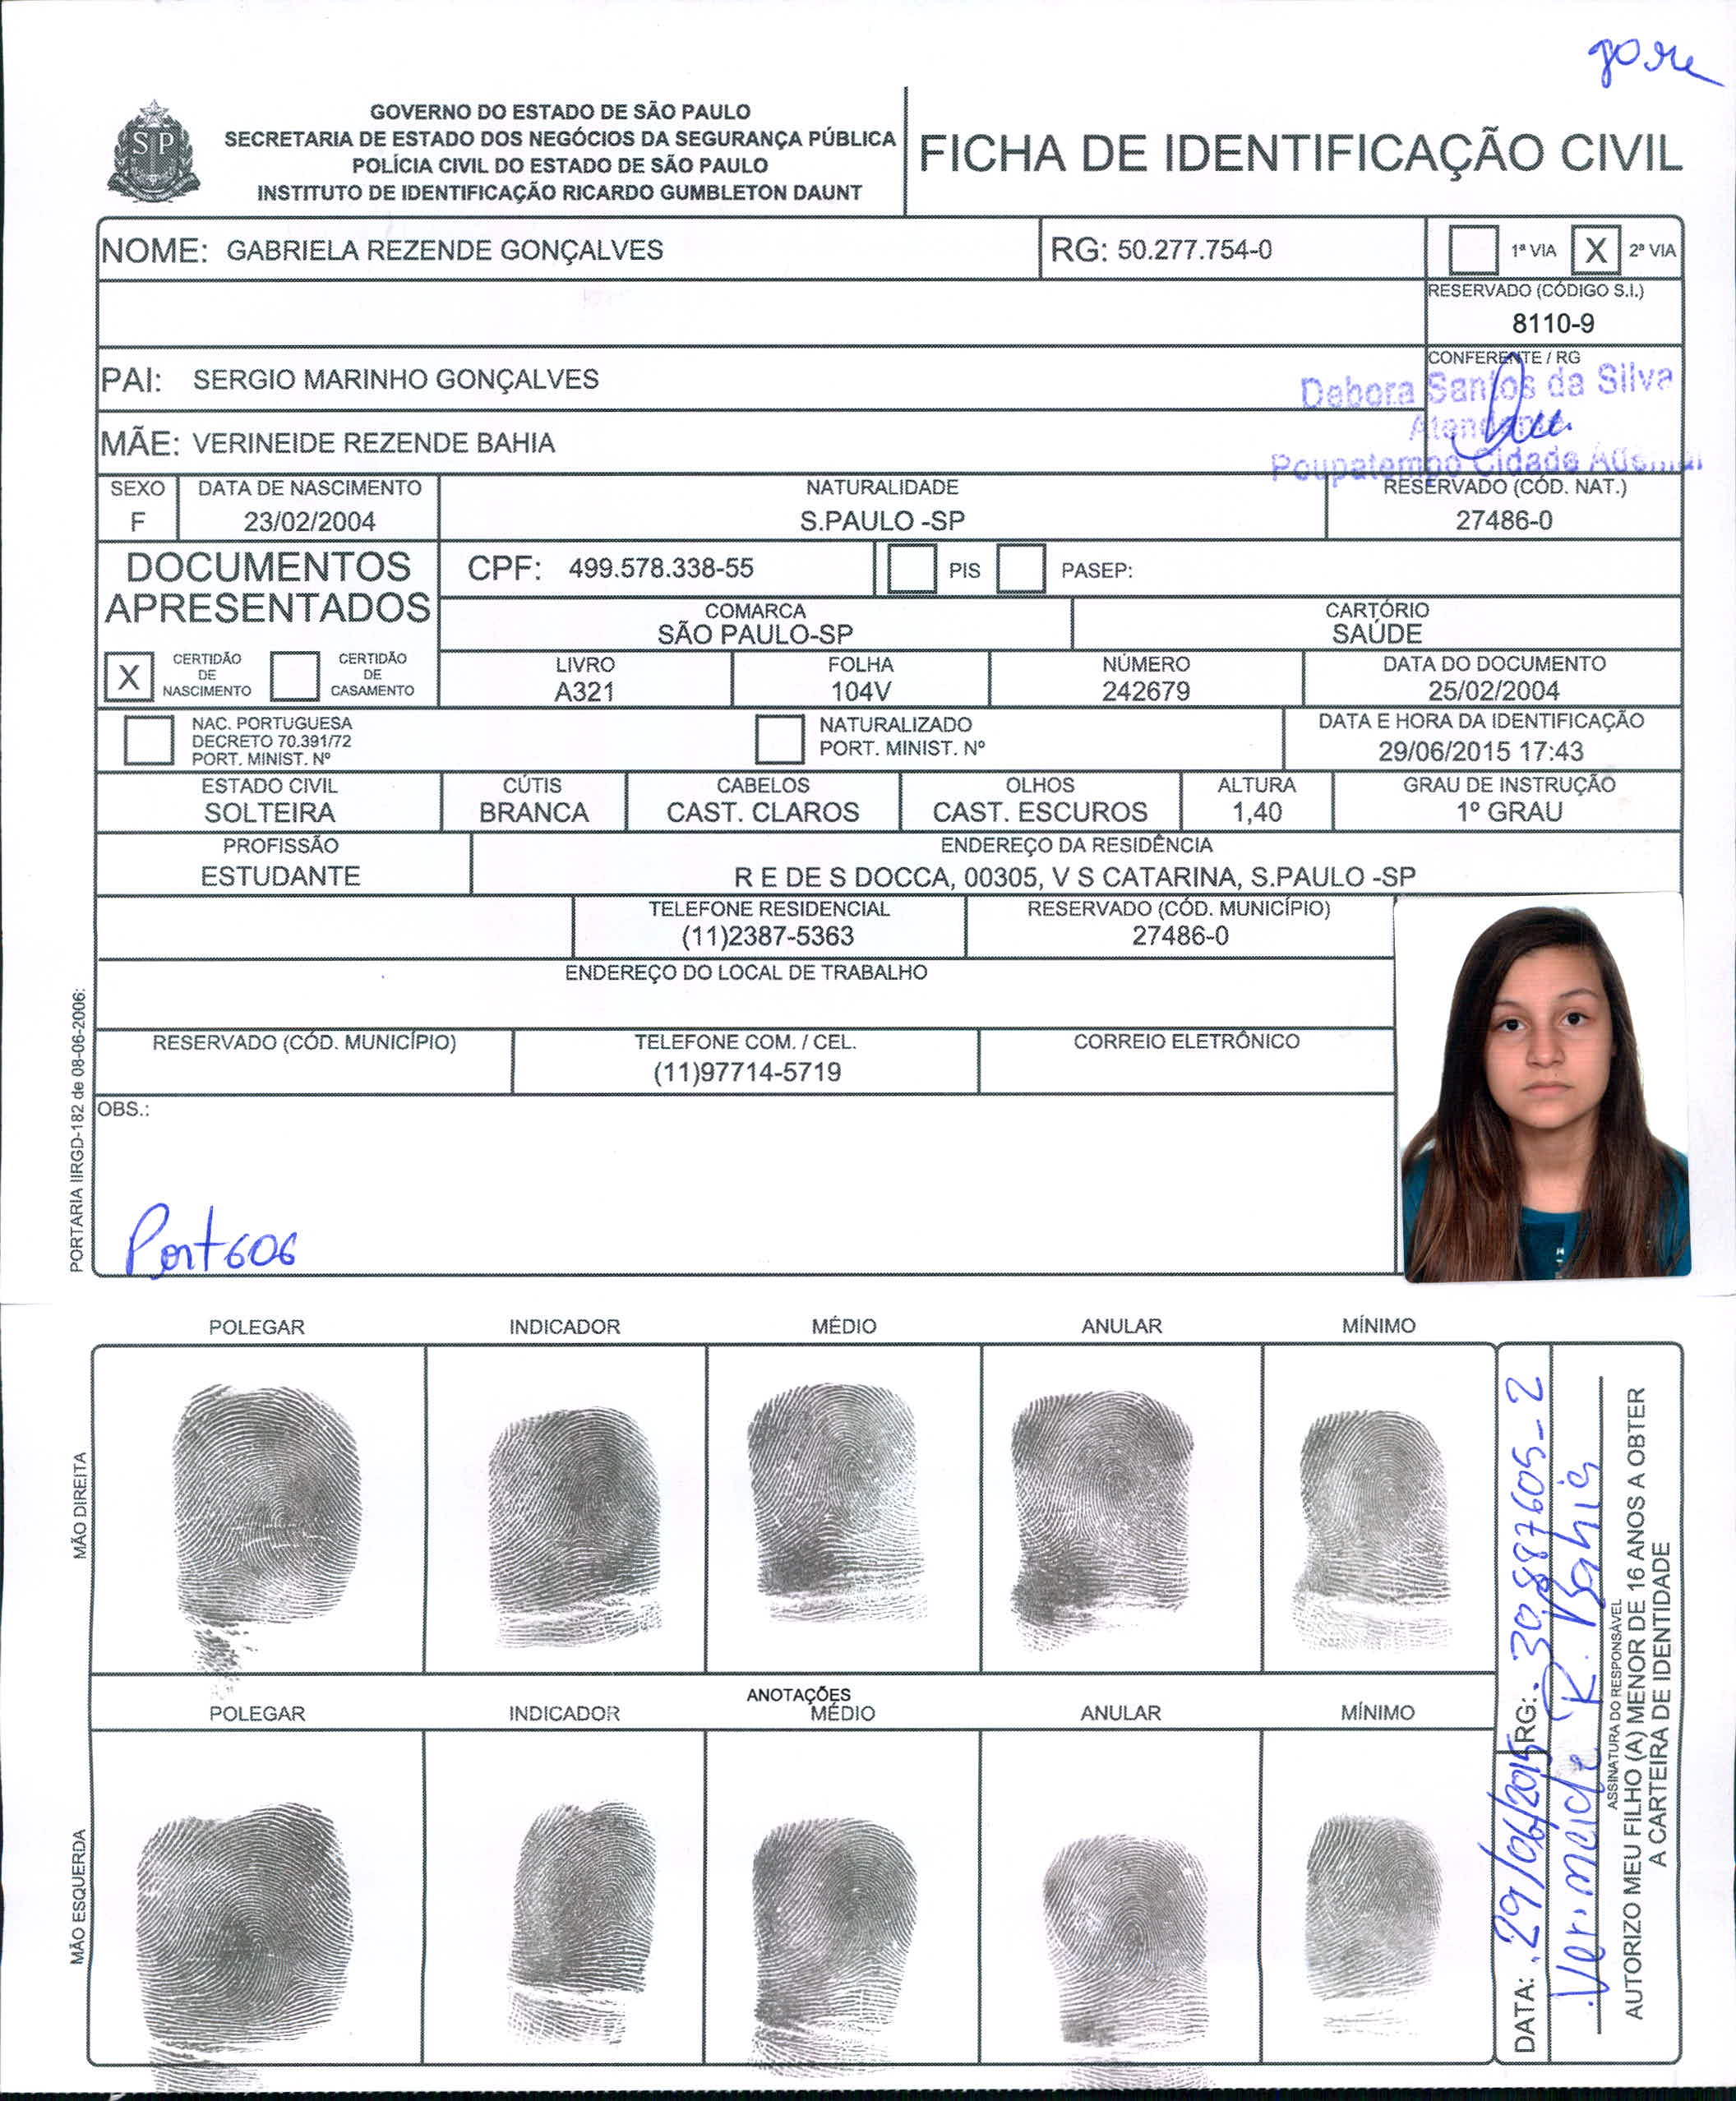 gore
GOVERNO DO ESTADO DE SÃO PAULO
SECRETARIA DE ESTADO DOS NEGÓCIOS DA SEGURANÇA PÚBLICA
POLÍCIA CIVIL DO ESTADO DE SÃO PAULO
INSTITUTO DE IDENTIFICAÇÃO RICARDO GUMBLETON DAUNT
SP
FICHA DE IDENTIFICAÇÃO CIVIL
NOME: GABRIELA REZENDE GONÇALVES
RG: 50.277.754-0
1ª VIA X 2ª VIA
RESERVADO (CÓDIGO S.I.)
8110-9
PAI: SERGIO MARINHO GONÇALVES
CONFERENTE / RG
Debora Santos da Silva
Atendente
Poupatempo Cidade Ademar
MÃE: VERINEIDE REZENDE BAHIA
SEXO
F
DATA DE NASCIMENTO
23/02/2004
NATURALIDADE
S.PAULO -SP
RESERVADO (CÓD. NAT.)
27486-0
DOCUMENTOS
APRESENTADOS
CPF: 499.578.338-55
PIS PASEP:
COMARCA
SÃO PAULO-SP
CARTÓRIO
SAÚDE
X CERTIDÃO
DE
NASCIMENTO
CERTIDÃO
DE
CASAMENTO
LIVRO
A321
FOLHA
104V
NÚMERO
242679
DATA DO DOCUMENTO
25/02/2004
NAC. PORTUGUESA
DECRETO 70.391/72
PORT. MINIST. Nº
NATURALIZADO
PORT. MINIST. Nº
DATA E HORA DA IDENTIFICAÇÃO
29/06/2015 17:43
ESTADO CIVIL
SOLTEIRA
CÚTIS
BRANCA
CABELOS
CAST. CLAROS
OLHOS
CAST. ESCUROS
ALTURA
1,40
GRAU DE INSTRUÇÃO
1º GRAU
PROFISSÃO
ESTUDANTE
ENDEREÇO DA RESIDÊNCIA
R E DE S DOCCA, 00305, V S CATARINA, S.PAULO -SP
TELEFONE RESIDENCIAL
(11)2387-5363
RESERVADO (CÓD. MUNICÍPIO)
27486-0
ENDEREÇO DO LOCAL DE TRABALHO
RESERVADO (CÓD. MUNICÍPIO)
TELEFONE COM. / CEL.
(11)97714-5719
CORREIO ELETRÔNICO
OBS.:
Port 606
PORTARIA IIRGD-182 de 08-06-2006:
POLEGAR INDICADOR MÉDIO ANULAR MÍNIMO
MÃO DIREITA
ANOTAÇÕES
POLEGAR INDICADOR MÉDIO ANULAR MÍNIMO
MÃO ESQUERDA
DATA: 29/06/2015 RG: 30.887605-2
Verineide R. Bahia
ASSINATURA DO RESPONSÁVEL
AUTORIZO MEU FILHO (A) MENOR DE 16 ANOS A OBTER
A CARTEIRA DE IDENTIDADE